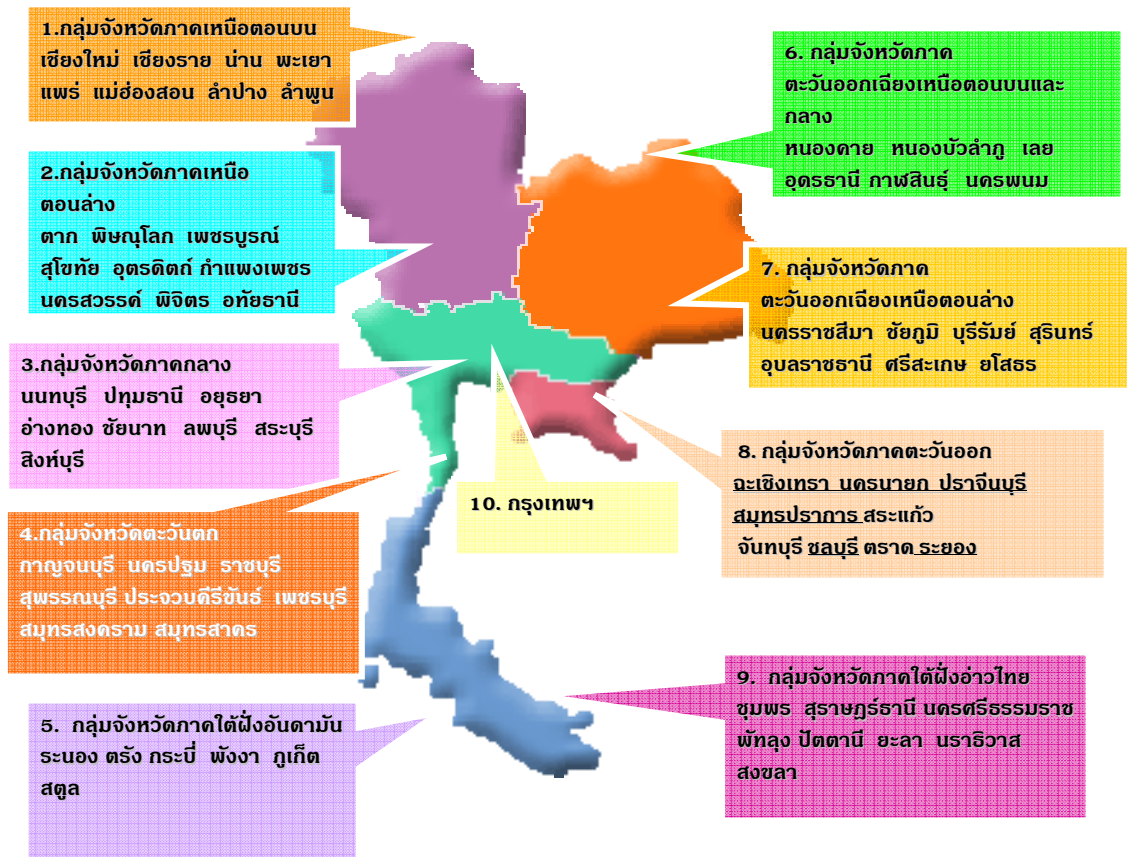 1.กลุ่มจังหวัดภาคเหนือตอนบน
เชียงใหม่ เชียงราย น่าน พะเยา
แพร่ แม่ฮ่องสอน ลำปาง ลำพูน
2.กลุ่มจังหวัดภาคเหนือ
ตอนล่าง
ตาก พิษณุโลก เพชรบูรณ์
สุโขทัย อุตรดิตถ์ กำแพงเพชร
นครสวรรค์ พิจิตร อทัยธานี
3.กลุ่มจังหวัดภาคกลาง
นนทบุรี ปทุมธานี อยุธยา
อ่างทอง ชัยนาท ลพบุรี สระบุรี
สิงห์บุรี
4.กลุ่มจังหวัดตะวันตก
กาญจนบุรี นครปฐม ราชบุรี
สุพรรณบุรี ประจวบคีรีขันธ์ เพชรบุรี
สมุทรสงคราม สมุทรสาคร
5. กลุ่มจังหวัดภาคใต้ฝั่งอันดามัน
ระนอง ตรัง กระบี่ พังงา ภูเก็ต
สตูล
6. กลุ่มจังหวัดภาค
ตะวันออกเฉียงเหนือตอนบนและ
กลาง
หนองคาย หนองบัวลำภู เลย
อุดรธานี กาฬสินธุ์ นครพนม
7. กลุ่มจังหวัดภาค
ตะวันออกเฉียงเหนือตอนล่าง
นครราชสีมา ชัยภูมิ บุรีรัมย์ สุรินทร์
อุบลราชธานี ศรีสะเกษ ยโสธร
8. กลุ่มจังหวัดภาคตะวันออก
ฉะเชิงเทรา นครนายก ปราจีนบุรี
สมุทรปราการ สระแก้ว
จันทบุรี ชลบุรี ตราด ระยอง
9. กลุ่มจังหวัดภาคใต้ฝั่งอ่าวไทย
ชุมพร สุราษฎร์ธานี นครศรีธรรมราช
พัทลุง ปัตตานี ยะลา นราธิวาส
สงขลา
10. กรุงเทพฯ